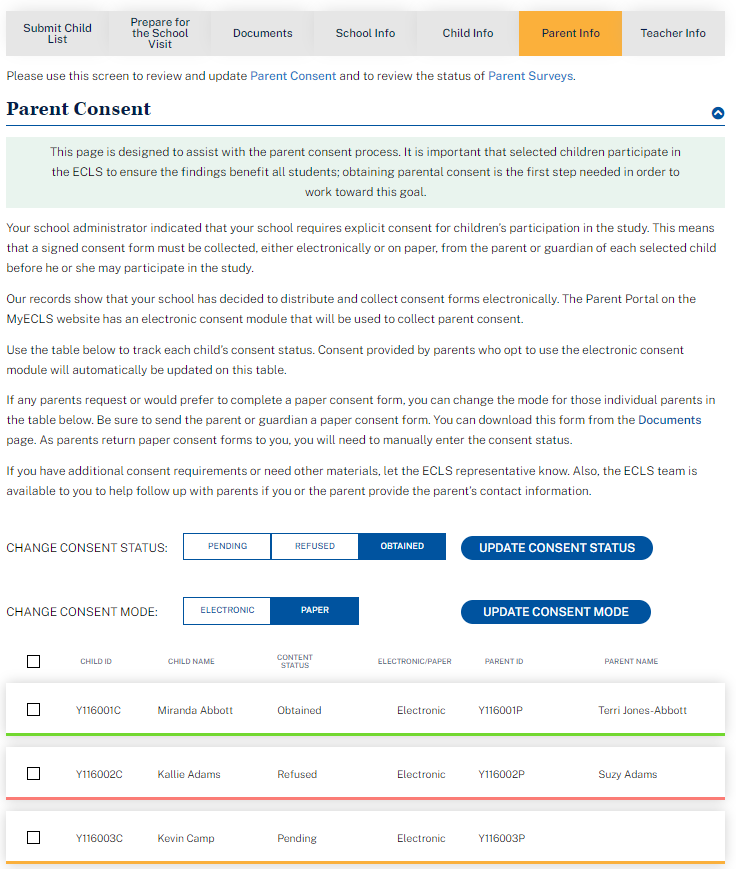 Submit Child
List
Prepare for
the School
Visit
Documents
School Info
Child Info
Parent Info
Teacher Info
Please use this screen to review and update Parent Consent and to review the status of Parent Surveys.
Parent Consent
This page is designed to assist with the parent consent process. It is important that selected children participate in
the ECLS to ensure the findings benefit all students; obtaining parental consent is the first step needed in order to
work toward this goal.
Your school administrator indicated that your school requires explicit consent for children's participation in the study. This means
that a signed consent form must be collected, either electronically or on paper, from the parent or guardian of each selected child
before he or she may participate in the study.
Our records show that your school has decided to distribute and collect consent forms electronically. The Parent Portal on the
MyECLS website has an electronic consent module that will be used to collect parent consent.
Use the table below to track each child's consent status. Consent provided by parents who opt to use the electronic consent
module will automatically be updated on this table.
If any parents request or would prefer to complete a paper consent form, you can change the mode for those individual parents in
the table below. Be sure to send the parent or guardian a paper consent form. You can download this form from the Documents
page. As parents return paper consent forms to you, you will need to manually enter the consent status.
If you have additional consent requirements or need other materials, let the ECLS representative know. Also, the ECLS team is
available to you to help follow up with parents if you or the parent provide the parent's contact information.
CHANGE CONSENT STATUS: PENDING REFUSED OBTAINED UPDATE CONSENT STATUS
CHANGE CONSENT MODE: ELECTRONIC PAPER UPDATE CONSENT MODE
CHILD ID CHILD NAME CONTENT STATUS ELECTRONIC/PAPER PARENT ID PARENT NAME
Y116001C Miranda Abbott Obtained Electronic Y116001P Terri Jones-Abbott
Y116002C Kallie Adams Refused Electronic Y116002P Suzy Adams
Y116003C Kevin Camp Pending Electronic Y116003P